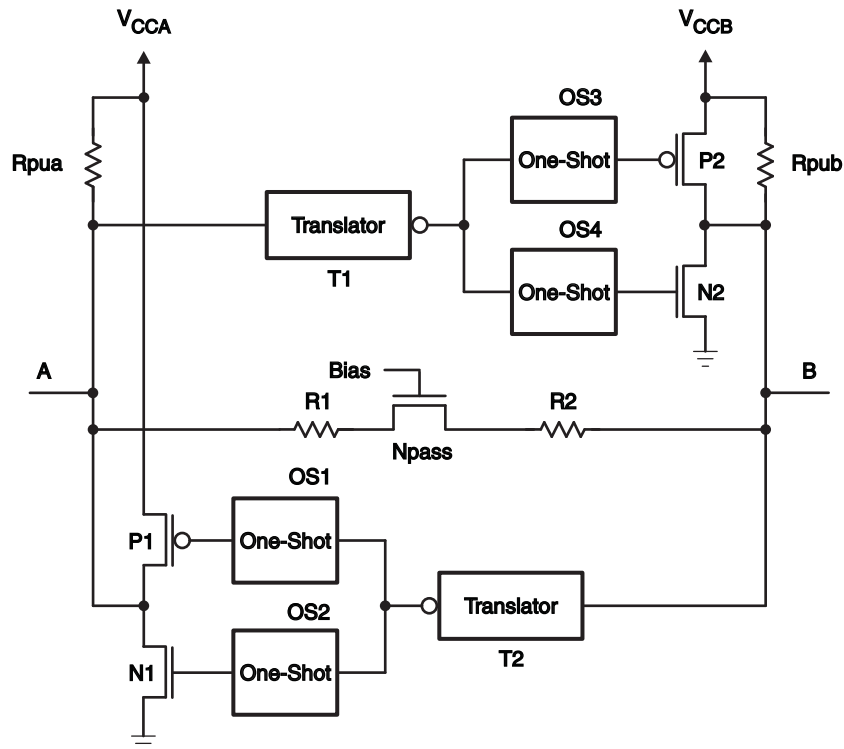 VCCA
VCCB
OS3
Rpua
One-Shot
P2
Rpub
Translator
T1
OS4
One-Shot
N2
A
Bias
B
R1
R2
Npass
OS1
P1
One-Shot
OS2
Translator
T2
N1
One-Shot